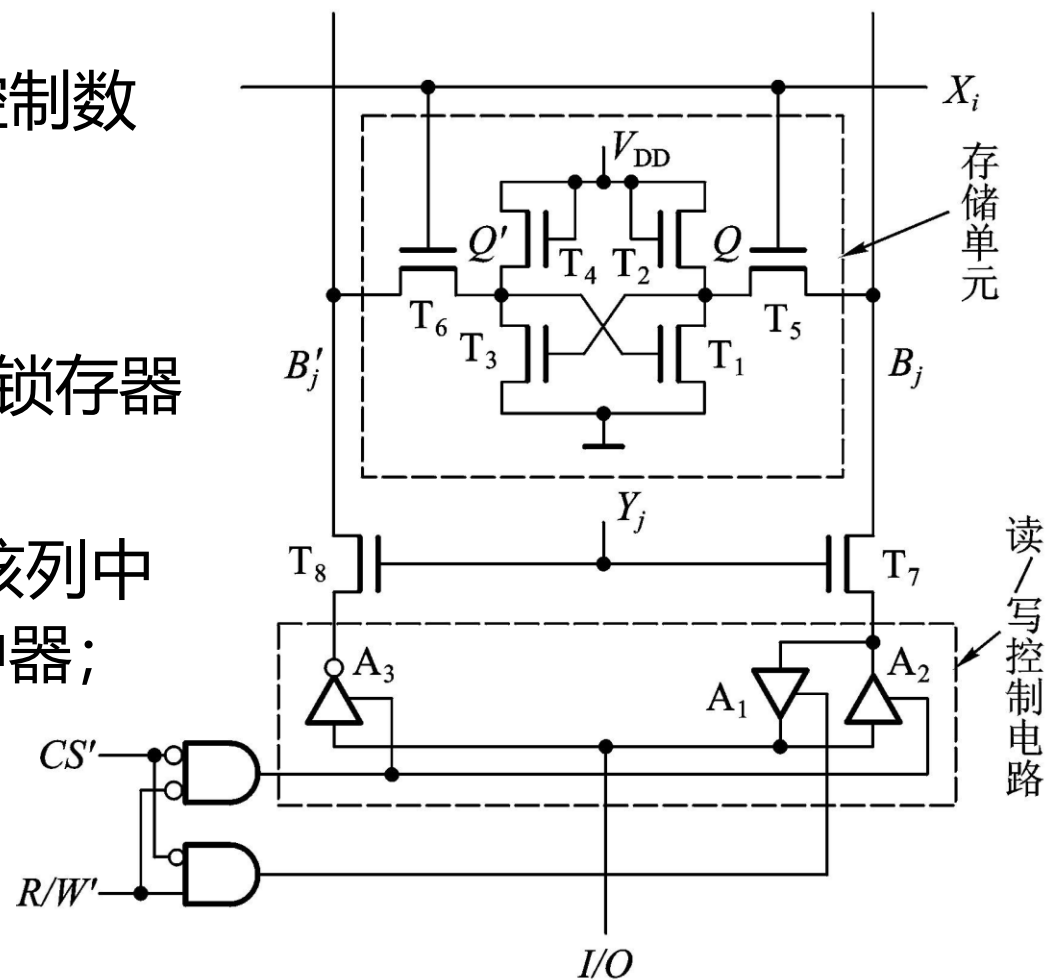 控制数
锁存器
该列中
器；
X_i
V_DD
存储单元
Q'
T_4
T_2
Q
T_6
T_3
T_1
T_5
B'_j
B_j
Y_j
T_8
T_7
读/写控制电路
A_3
A_1
A_2
CS'
R/W'
I/O